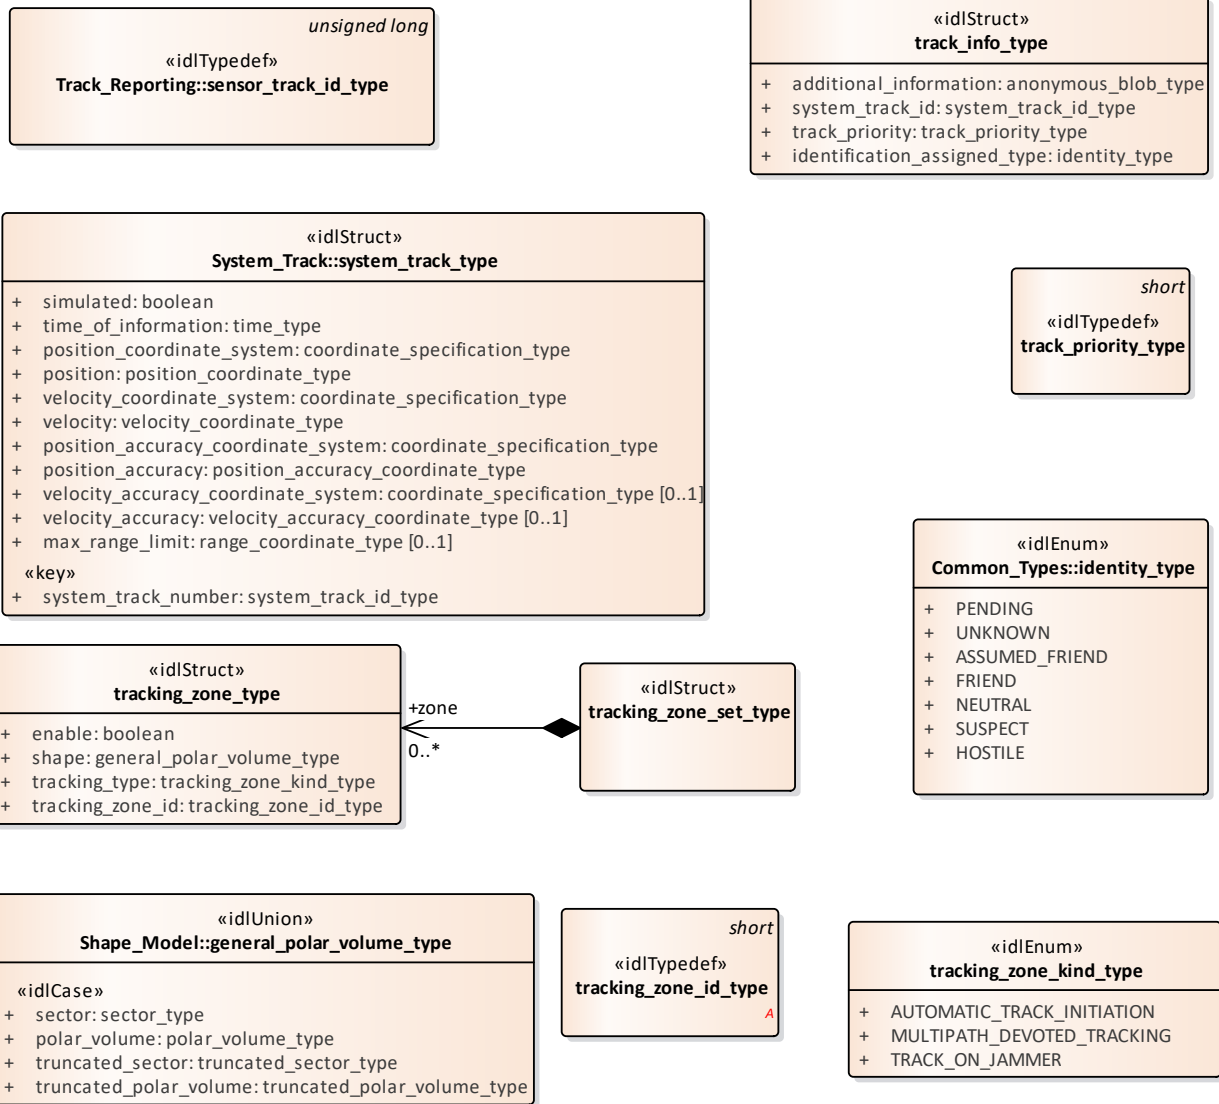 unsigned long
«idlTypedef»
Track_Reporting::sensor_track_id_type
«idlStruct»
track_info_type
+ additional_information: anonymous_blob_type
+ system_track_id: system_track_id_type
+ track_priority: track_priority_type
+ identification_assigned_type: identity_type
«idlStruct»
System_Track::system_track_type
+ simulated: boolean
+ time_of_information: time_type
+ position_coordinate_system: coordinate_specification_type
+ position: position_coordinate_type
+ velocity_coordinate_system: coordinate_specification_type
+ velocity: velocity_coordinate_type
+ position_accuracy_coordinate_system: coordinate_specification_type
+ position_accuracy: position_accuracy_coordinate_type
+ velocity_accuracy_coordinate_system: coordinate_specification_type [0..1]
+ velocity_accuracy: velocity_accuracy_coordinate_type [0..1]
+ max_range_limit: range_coordinate_type [0..1]
«key»
+ system_track_number: system_track_id_type
short
«idlTypedef»
track_priority_type
«idlEnum»
Common_Types::identity_type
+ PENDING
+ UNKNOWN
+ ASSUMED_FRIEND
+ FRIEND
+ NEUTRAL
+ SUSPECT
+ HOSTILE
«idlStruct»
tracking_zone_type
+ enable: boolean
+ shape: general_polar_volume_type
+ tracking_type: tracking_zone_kind_type
+ tracking_zone_id: tracking_zone_id_type
+zone
0..*
«idlStruct»
tracking_zone_set_type
«idlUnion»
Shape_Model::general_polar_volume_type
«idlCase»
+ sector: sector_type
+ polar_volume: polar_volume_type
+ truncated_sector: truncated_sector_type
+ truncated_polar_volume: truncated_polar_volume_type
short
«idlTypedef»
tracking_zone_id_type
A
«idlEnum»
tracking_zone_kind_type
+ AUTOMATIC_TRACK_INITIATION
+ MULTIPATH_DEVOTED_TRACKING
+ TRACK_ON_JAMMER